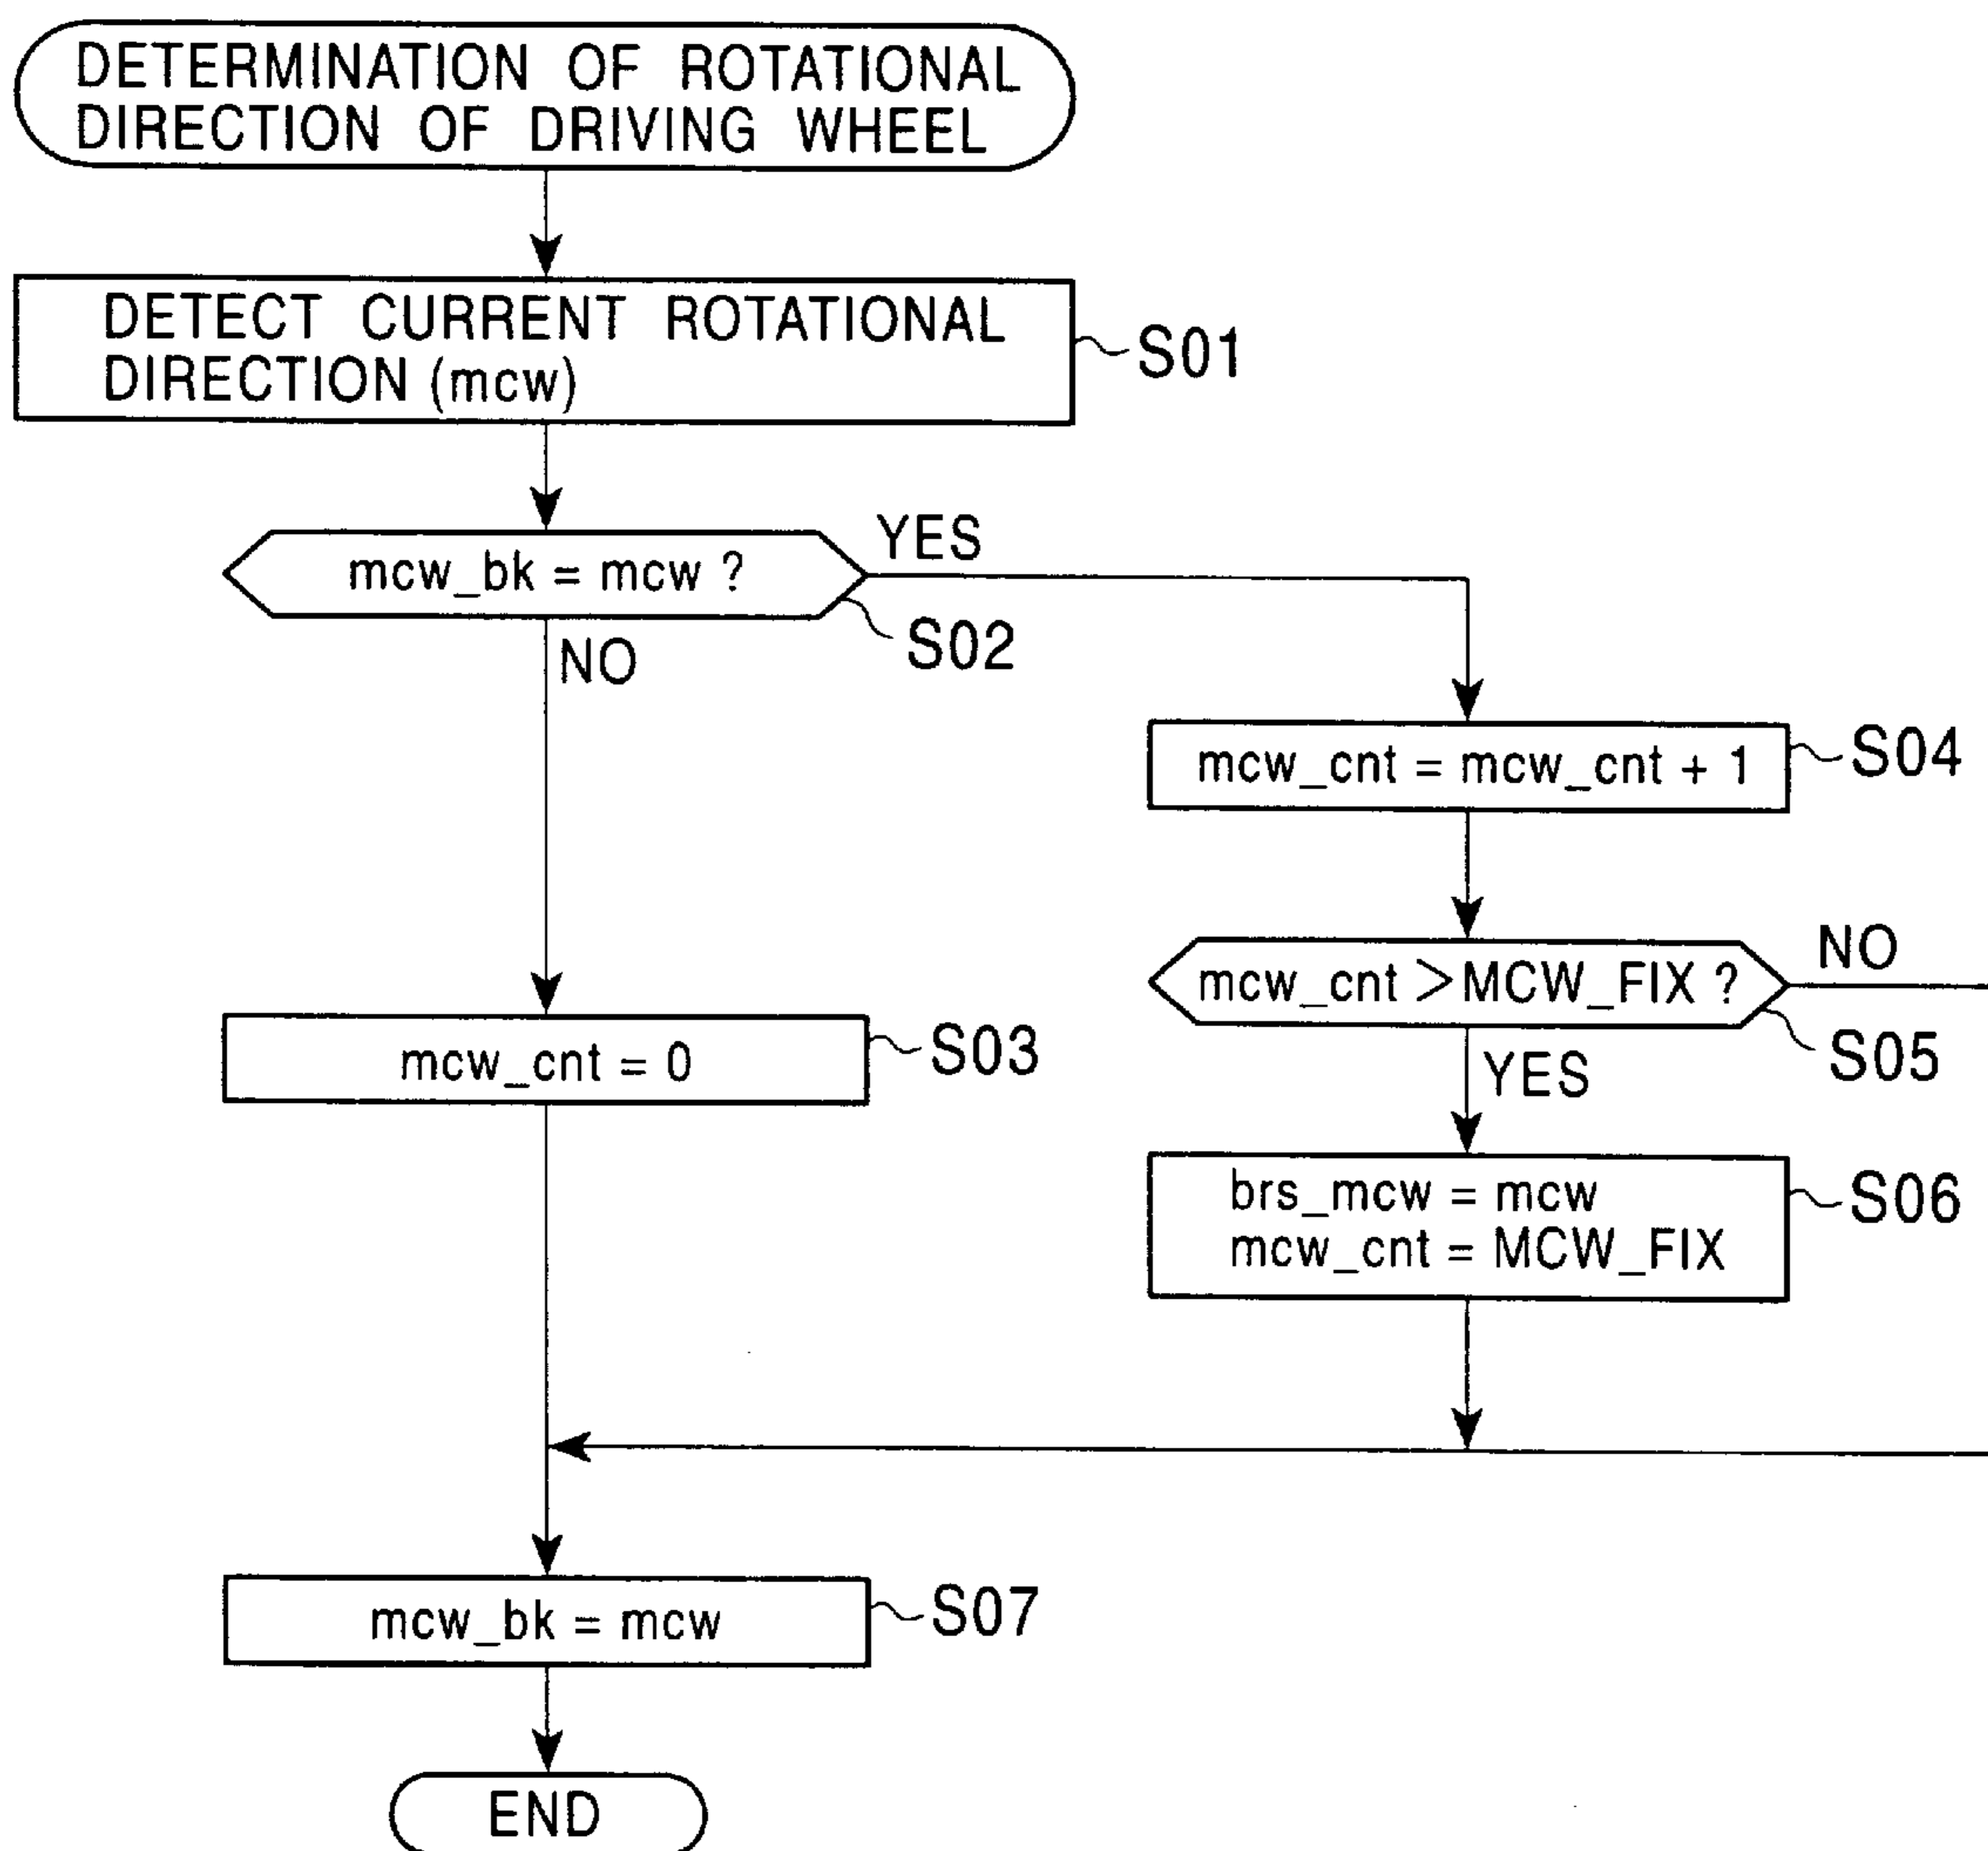 DETERMINATION OF ROTATIONAL
DIRECTION OF DRIVING WHEEL
DETECT CURRENT ROTATIONAL
DIRECTION (mcw)
S01
mcw_bk = mcw ?
YES
S02
NO
mcw_cnt = mcw_cnt + 1
S04
mcw_cnt > MCW_FIX ?
NO
S05
YES
mcw_cnt = 0
S03
brs_mcw = mcw
mcw_cnt = MCW_FIX
S06
mcw_bk = mcw
S07
END